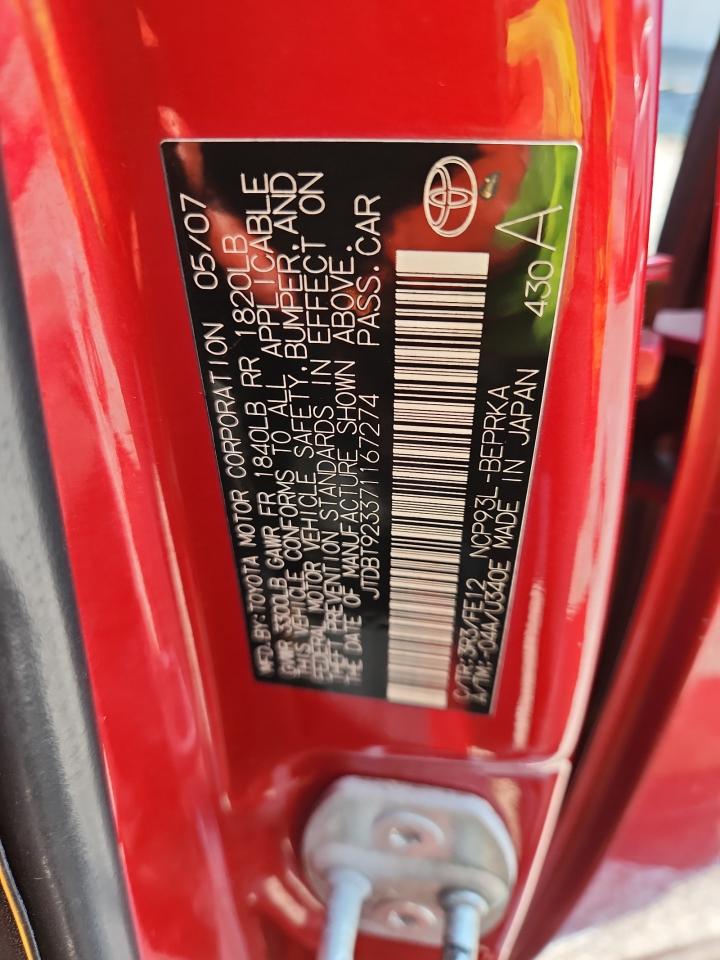 MFD.BY:TOYOTA MOTOR CORPORATION 05/07
GVWR 3300LB GAWR FR 1840LB RR 1820LB
THIS VEHICLE CONFORMS TO ALL APPLICABLE
FEDERAL MOTOR VEHICLE SAFETY,BUMPER,AND
THEFT PREVENTION STANDARDS IN EFFECT ON
THE DATE OF MANUFACTURE SHOWN ABOVE.
JTDBT923371167274 PASS.CAR
C/TR:3R3/FE12 NCP93L-BEPRKA 430A
A/TM:-04A/U340E MADE IN JAPAN